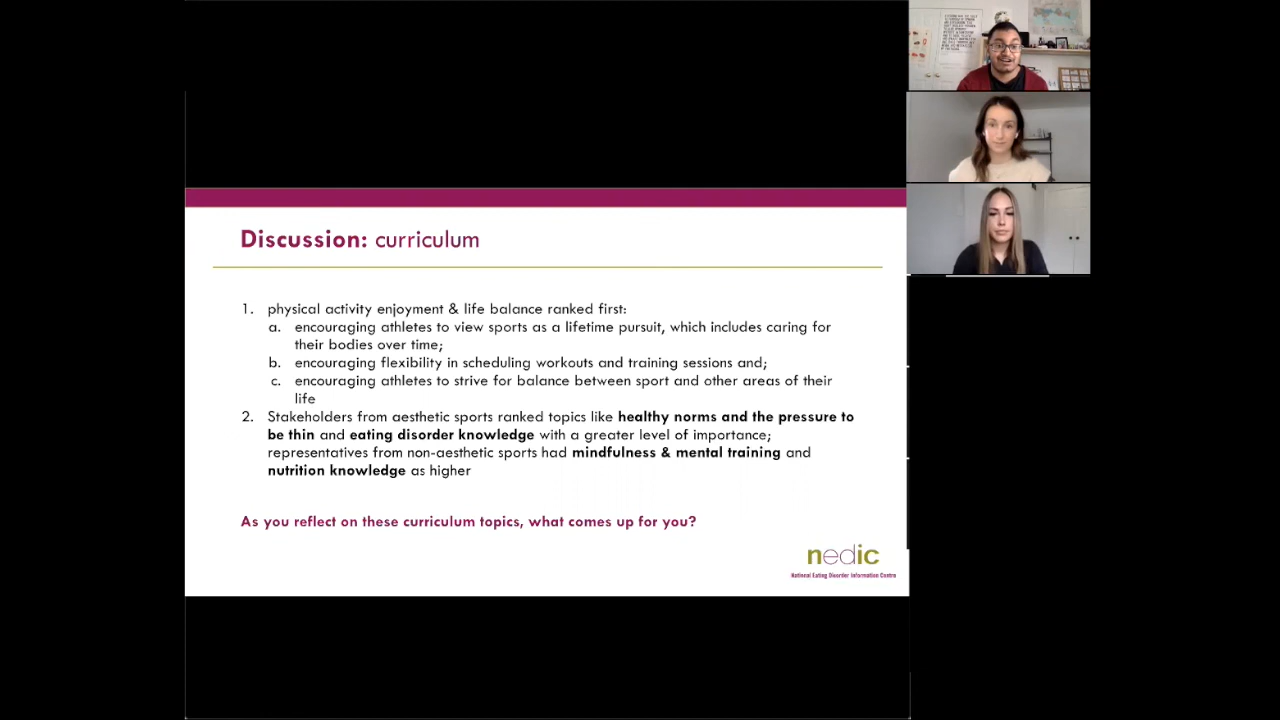 Discussion: curriculum
1. physical activity enjoyment & life balance ranked first:
a. encouraging athletes to view sports as a lifetime pursuit, which includes caring for
their bodies over time;
b. encouraging flexibility in scheduling workouts and training sessions and;
c. encouraging athletes to strive for balance between sport and other areas of their
life
2. Stakeholders from aesthetic sports ranked topics like healthy norms and the pressure to
be thin and eating disorder knowledge with a greater level of importance;
representatives from non-aesthetic sports had mindfulness & mental training and
nutrition knowledge as higher
As you reflect on these curriculum topics, what comes up for you?
nedic
National Eating Disorder Information Centre